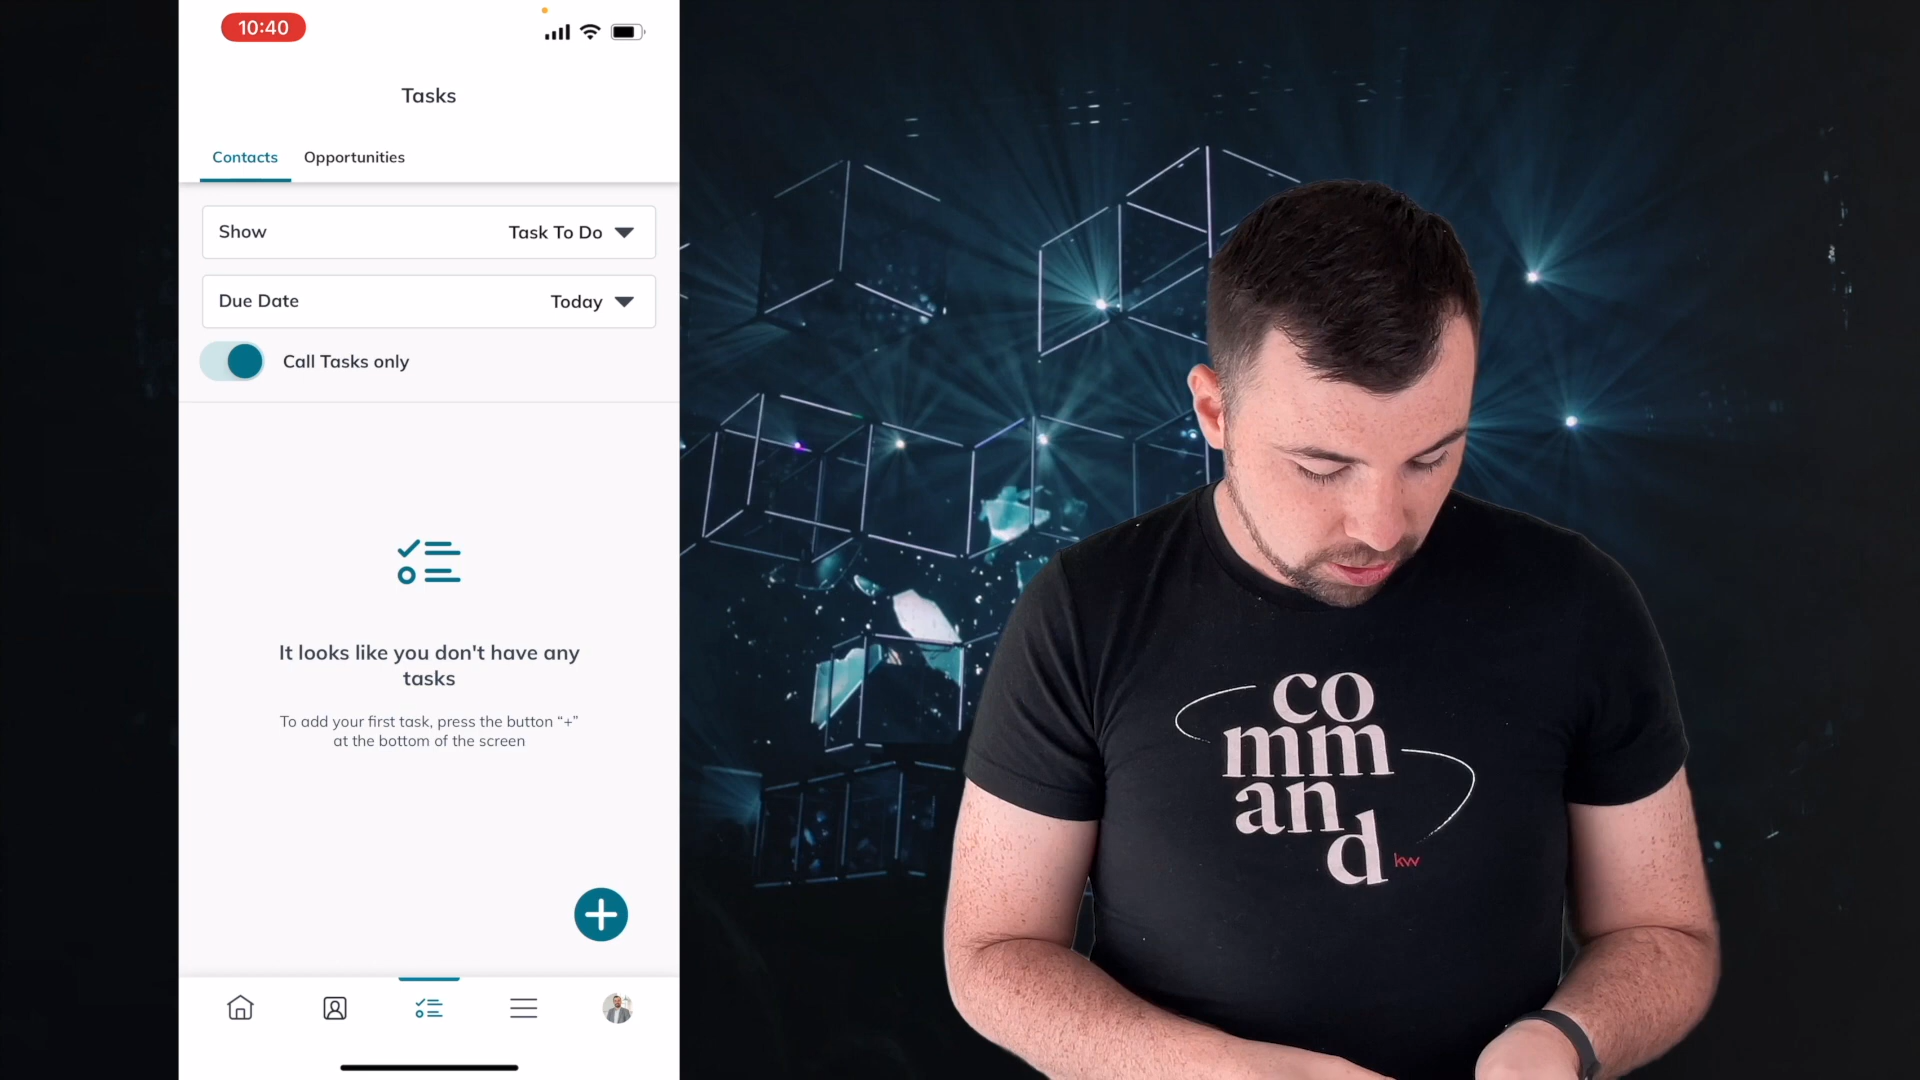 10:40
Tasks
Contacts Opportunities
Show Task To Do
Due Date Today
Call Tasks only
It looks like you don't have any
tasks
To add your first task, press the button “+”
at the bottom of the screen
co
mm
an
d
kw